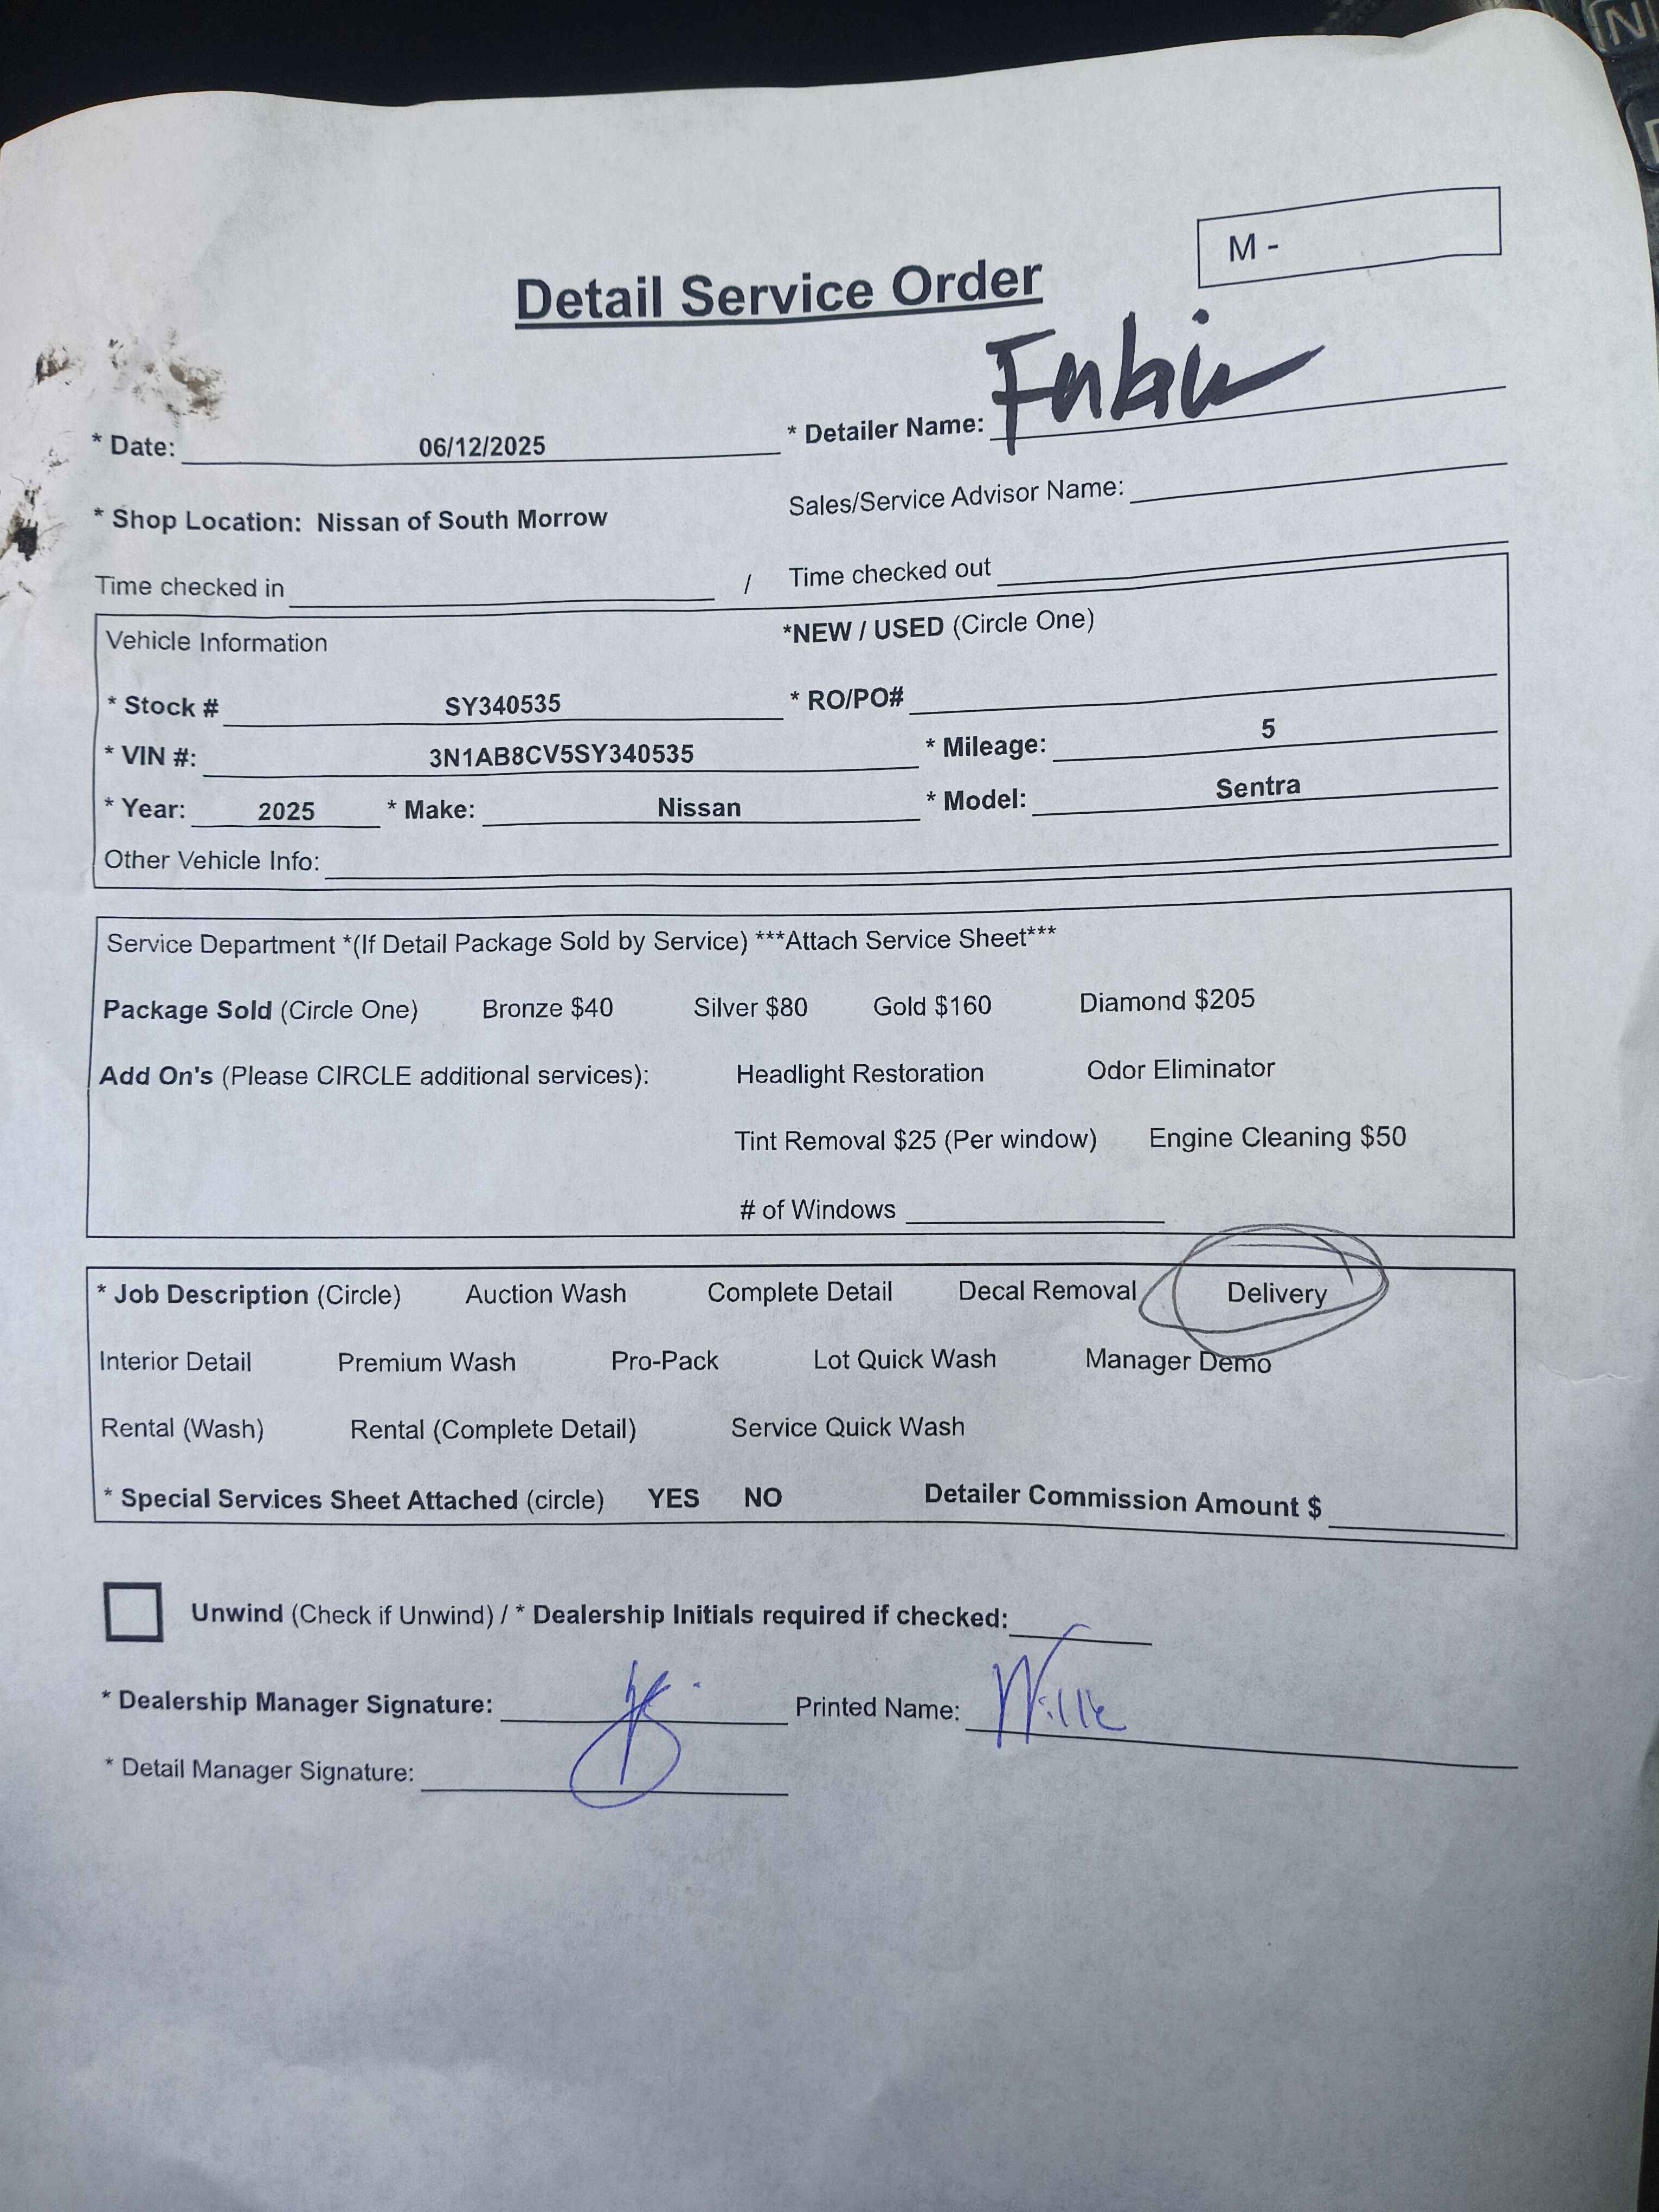 M -
Detail Service Order
* Date: 06/12/2025 * Detailer Name:
* Shop Location: Nissan of South Morrow Sales/Service Advisor Name:
Time checked in / Time checked out
Vehicle Information *NEW / USED (Circle One)
* Stock # SY340535 * RO/PO#
* VIN #: 3N1AB8CV5SY340535 * Mileage: 5
* Year: 2025 * Make: Nissan * Model: Sentra
Other Vehicle Info:
Service Department *(If Detail Package Sold by Service) ***Attach Service Sheet***
Package Sold (Circle One) Bronze $40 Silver $80 Gold $160 Diamond $205
Add On's (Please CIRCLE additional services): Headlight Restoration Odor Eliminator
Tint Removal $25 (Per window) Engine Cleaning $50
# of Windows
* Job Description (Circle) Auction Wash Complete Detail Decal Removal Delivery
Interior Detail Premium Wash Pro-Pack Lot Quick Wash Manager Demo
Rental (Wash) Rental (Complete Detail) Service Quick Wash
* Special Services Sheet Attached (circle) YES NO Detailer Commission Amount $
Unwind (Check if Unwind) / * Dealership Initials required if checked:
* Dealership Manager Signature: Printed Name:
* Detail Manager Signature: